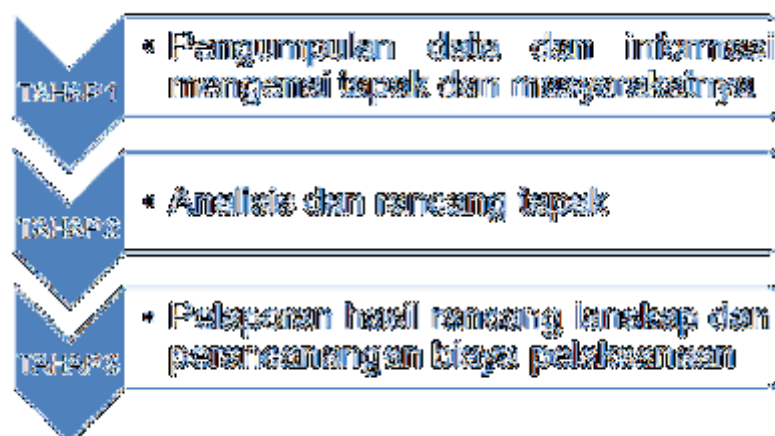 TAHAP 1
• Pengumpulan data dan informasi
mengenai tapak dan masyarakatnya
TAHAP 2
• Analisis dan rancang tapak
TAHAP 3
• Pelaporan hasil rancang lanskap dan
perancangan biaya pelaksanaan